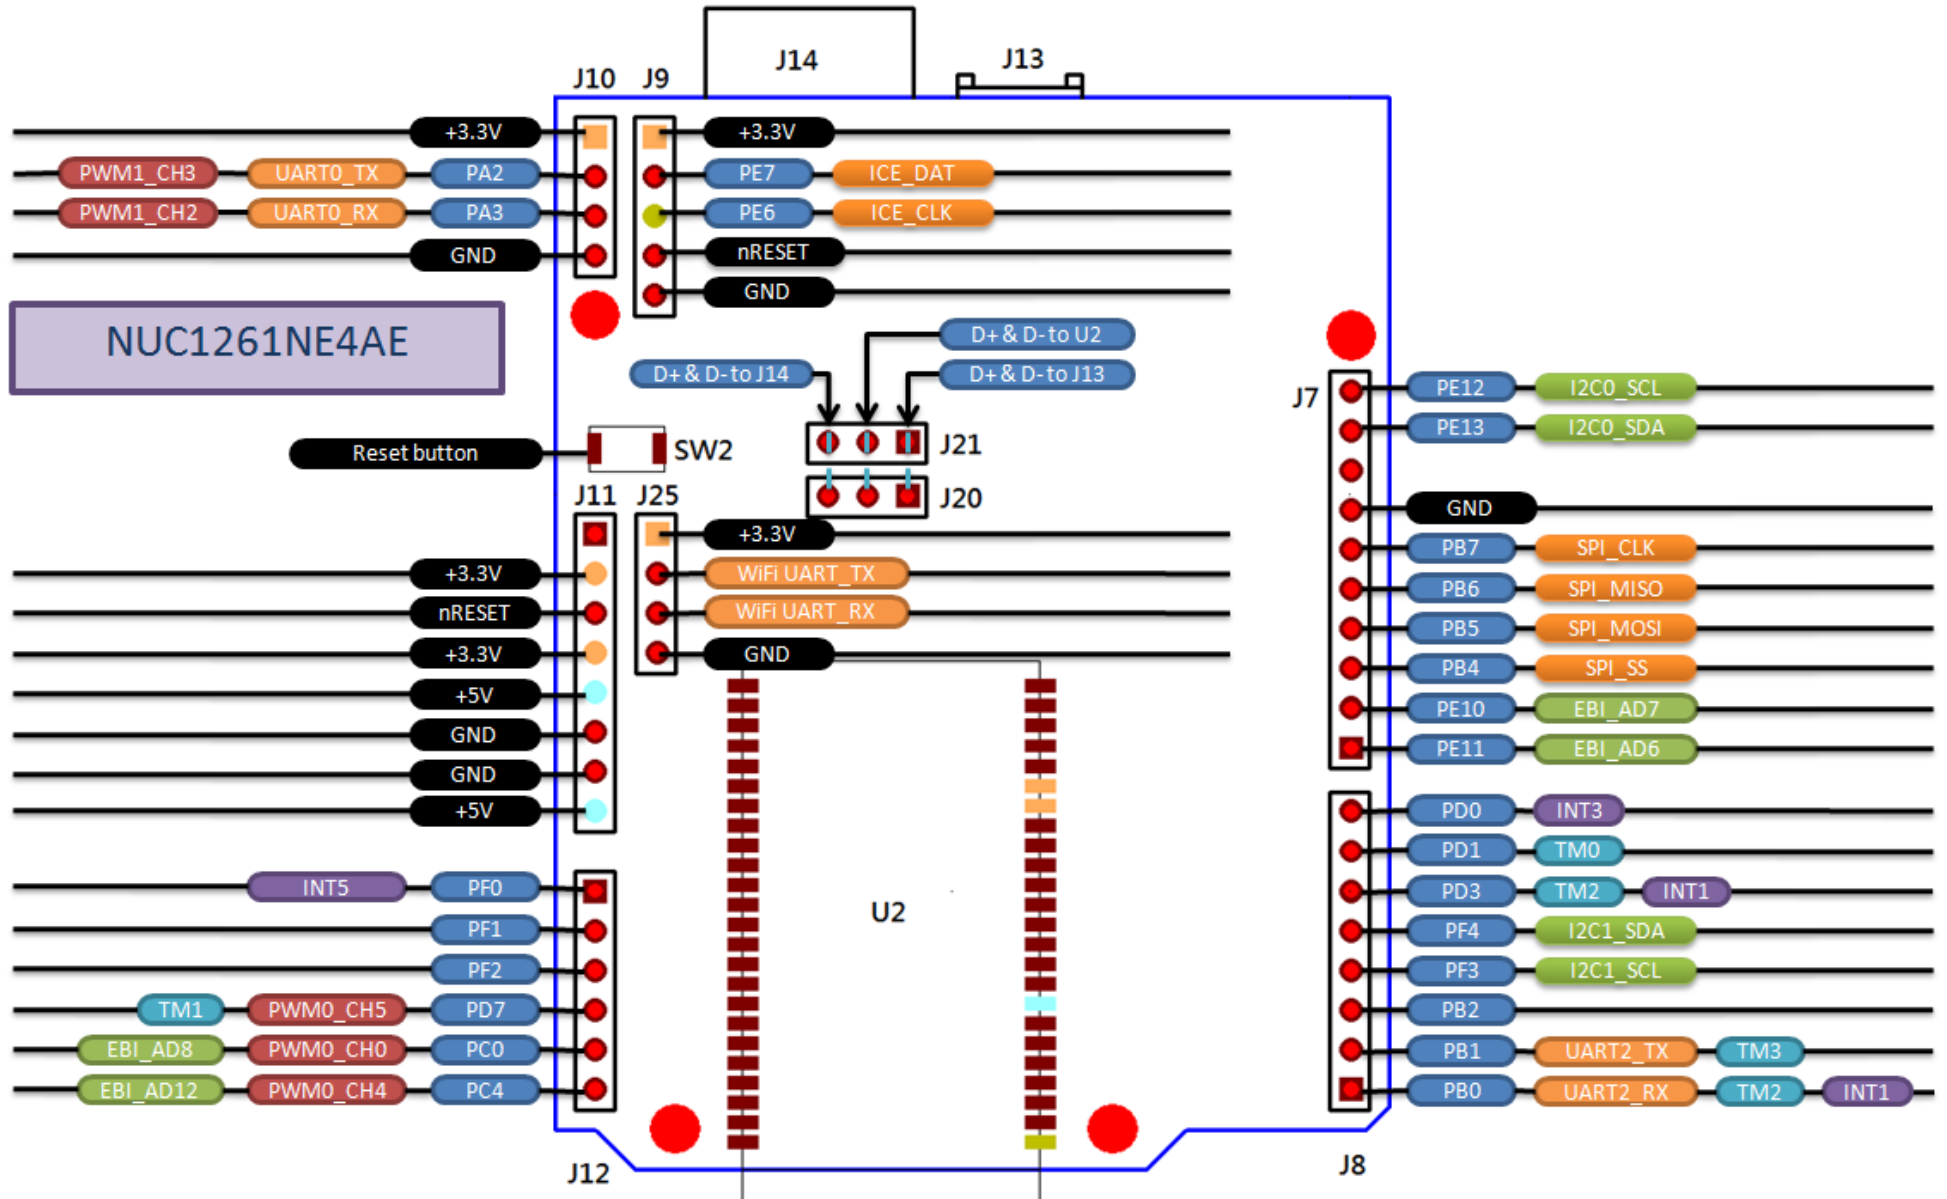 J14
J13
J10 J9
+3.3V +3.3V
PWM1_CH3 UART0_TX PA2 PE7 ICE_DAT
PWM1_CH2 UART0_RX PA3 PE6 ICE_CLK
GND nRESET
GND
NUC1261NE4AE
D+ & D- to U2
D+ & D- to J14 D+ & D- to J13
J7 PE12 I2C0_SCL
PE13 I2C0_SDA
Reset button SW2 J21
J11 J25 J20
GND
+3.3V
PB7 SPI_CLK
+3.3V WiFi UART_TX
PB6 SPI_MISO
nRESET WiFi UART_RX
PB5 SPI_MOSI
+3.3V GND
PB4 SPI_SS
+5V
PE10 EBI_AD7
GND
PE11 EBI_AD6
GND
+5V PD0 INT3
PD1 TM0
INT5 PF0 PD3 TM2 INT1
U2
PF1 PF4 I2C1_SDA
PF2 PF3 I2C1_SCL
TM1 PWM0_CH5 PD7 PB2
EBI_AD8 PWM0_CH0 PC0 PB1 UART2_TX TM3
EBI_AD12 PWM0_CH4 PC4 PB0 UART2_RX TM2 INT1
J12 J8